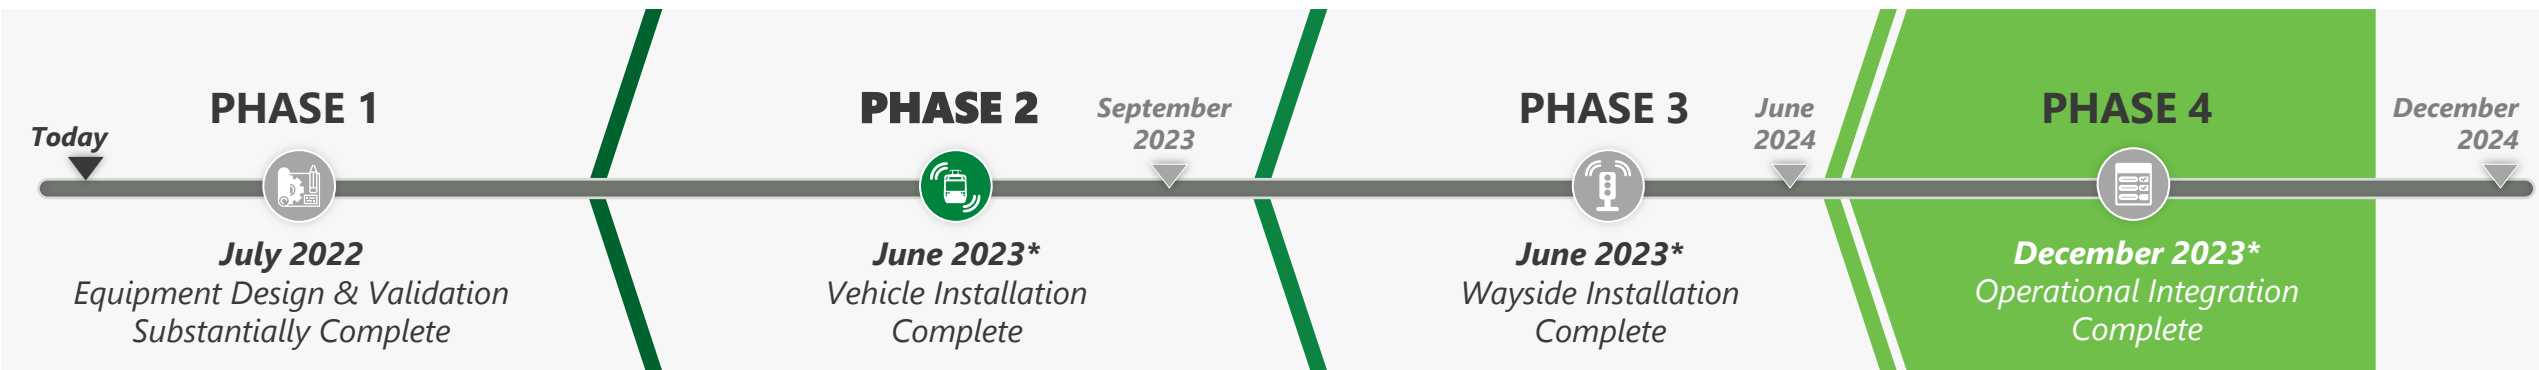 Today
PHASE 1
July 2022
Equipment Design & Validation
Substantially Complete
PHASE 2
September
2023
June 2023*
Vehicle Installation
Complete
PHASE 3
June
2024
June 2023*
Wayside Installation
Complete
PHASE 4
December 2023*
Operational Integration
Complete
December
2024